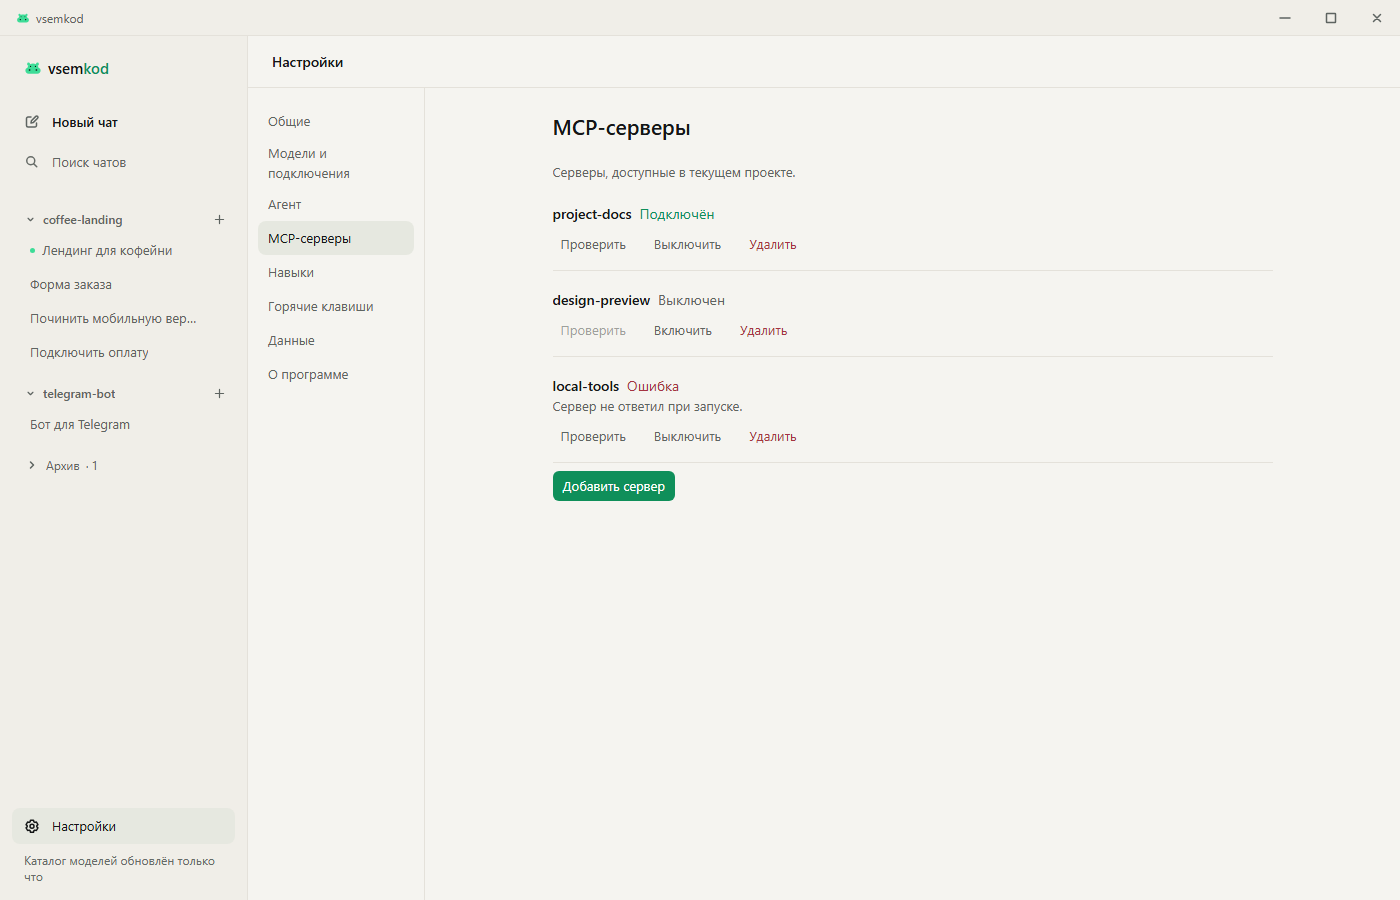 vsemkod
vsemkod
Новый чат
Поиск чатов
coffee-landing
Лендинг для кофейни
Форма заказа
Починить мобильную вер...
Подключить оплату
telegram-bot
Бот для Telegram
Архив · 1
Настройки
Каталог моделей обновлён только
что
Настройки
Общие
Модели и
подключения
Агент
MCP-серверы
Навыки
Горячие клавиши
Данные
О программе
MCP-серверы
Серверы, доступные в текущем проекте.
project-docs Подключён
Проверить Выключить Удалить
design-preview Выключен
Проверить Включить Удалить
local-tools Ошибка
Сервер не ответил при запуске.
Проверить Выключить Удалить
Добавить сервер